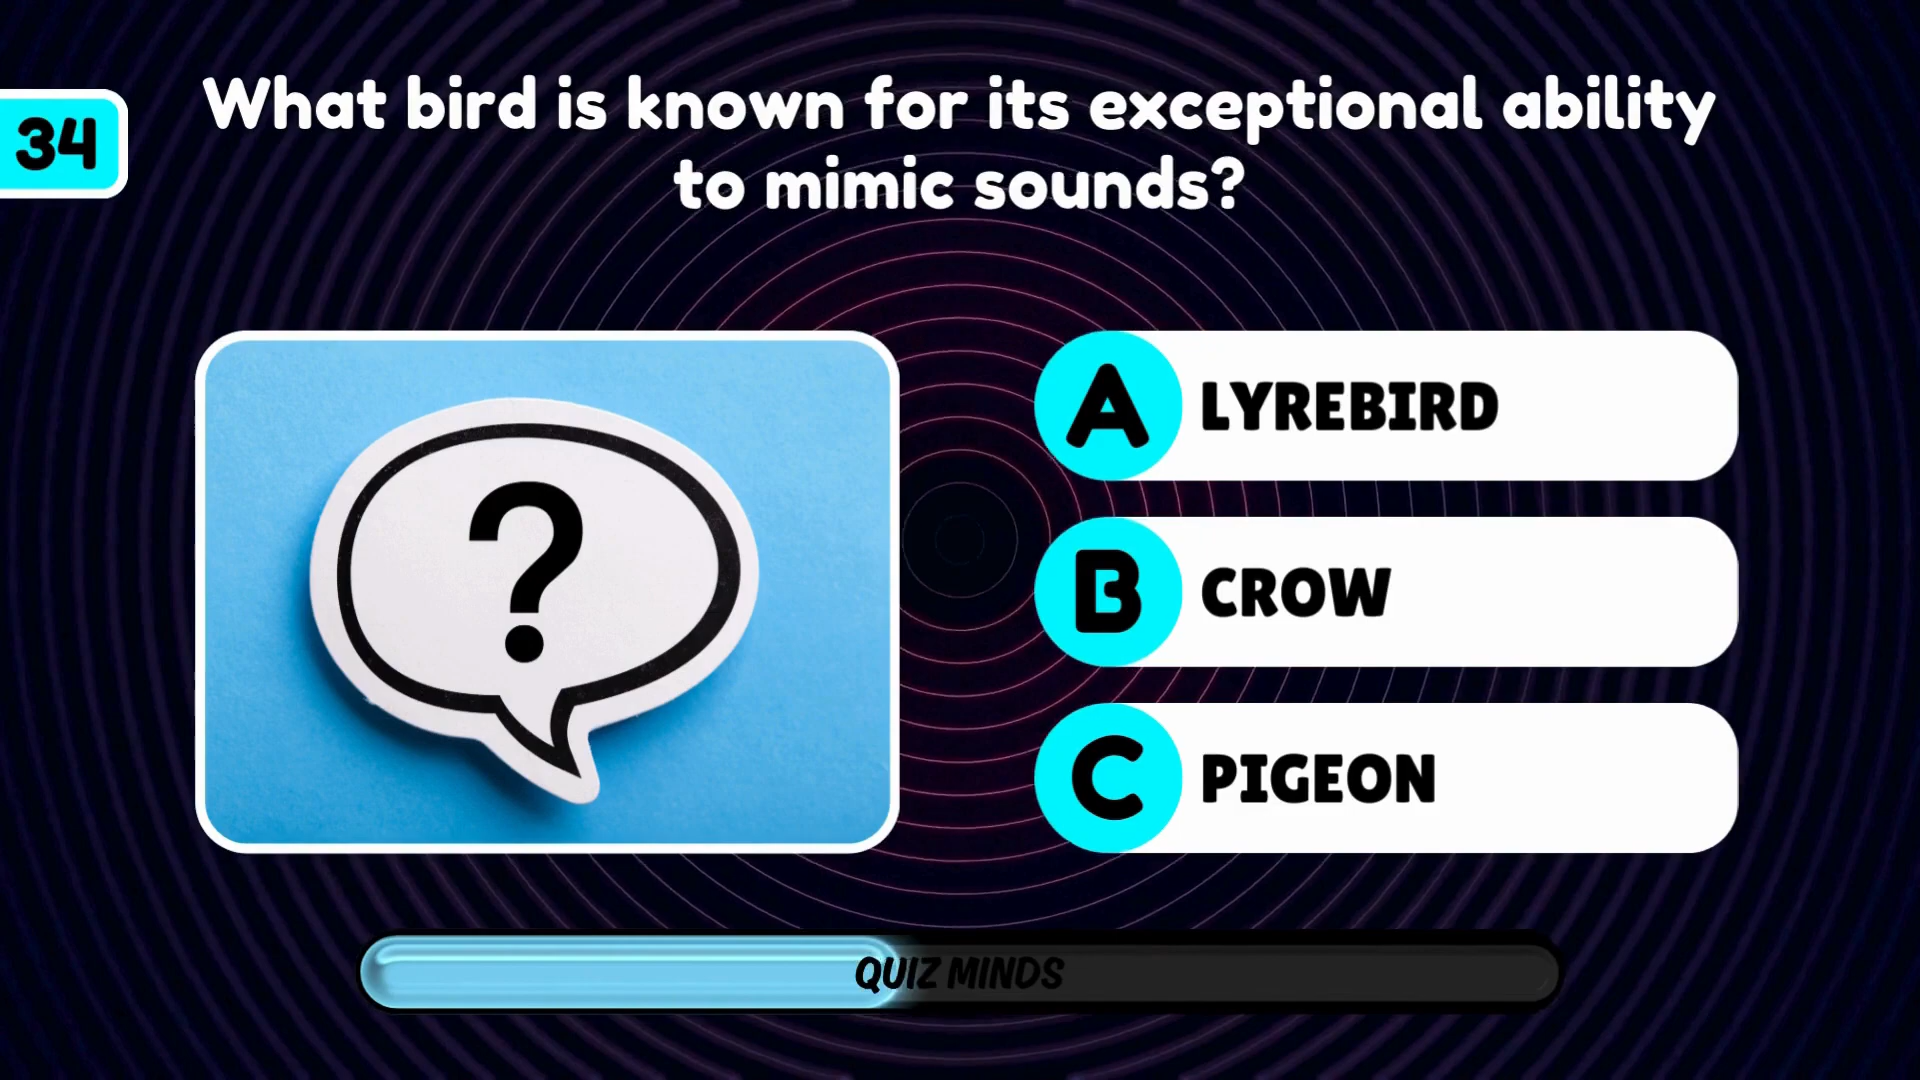 34
What bird is known for its exceptional ability
to mimic sounds?
?
A LYREBIRD
B CROW
C PIGEON
QUIZ MINDS